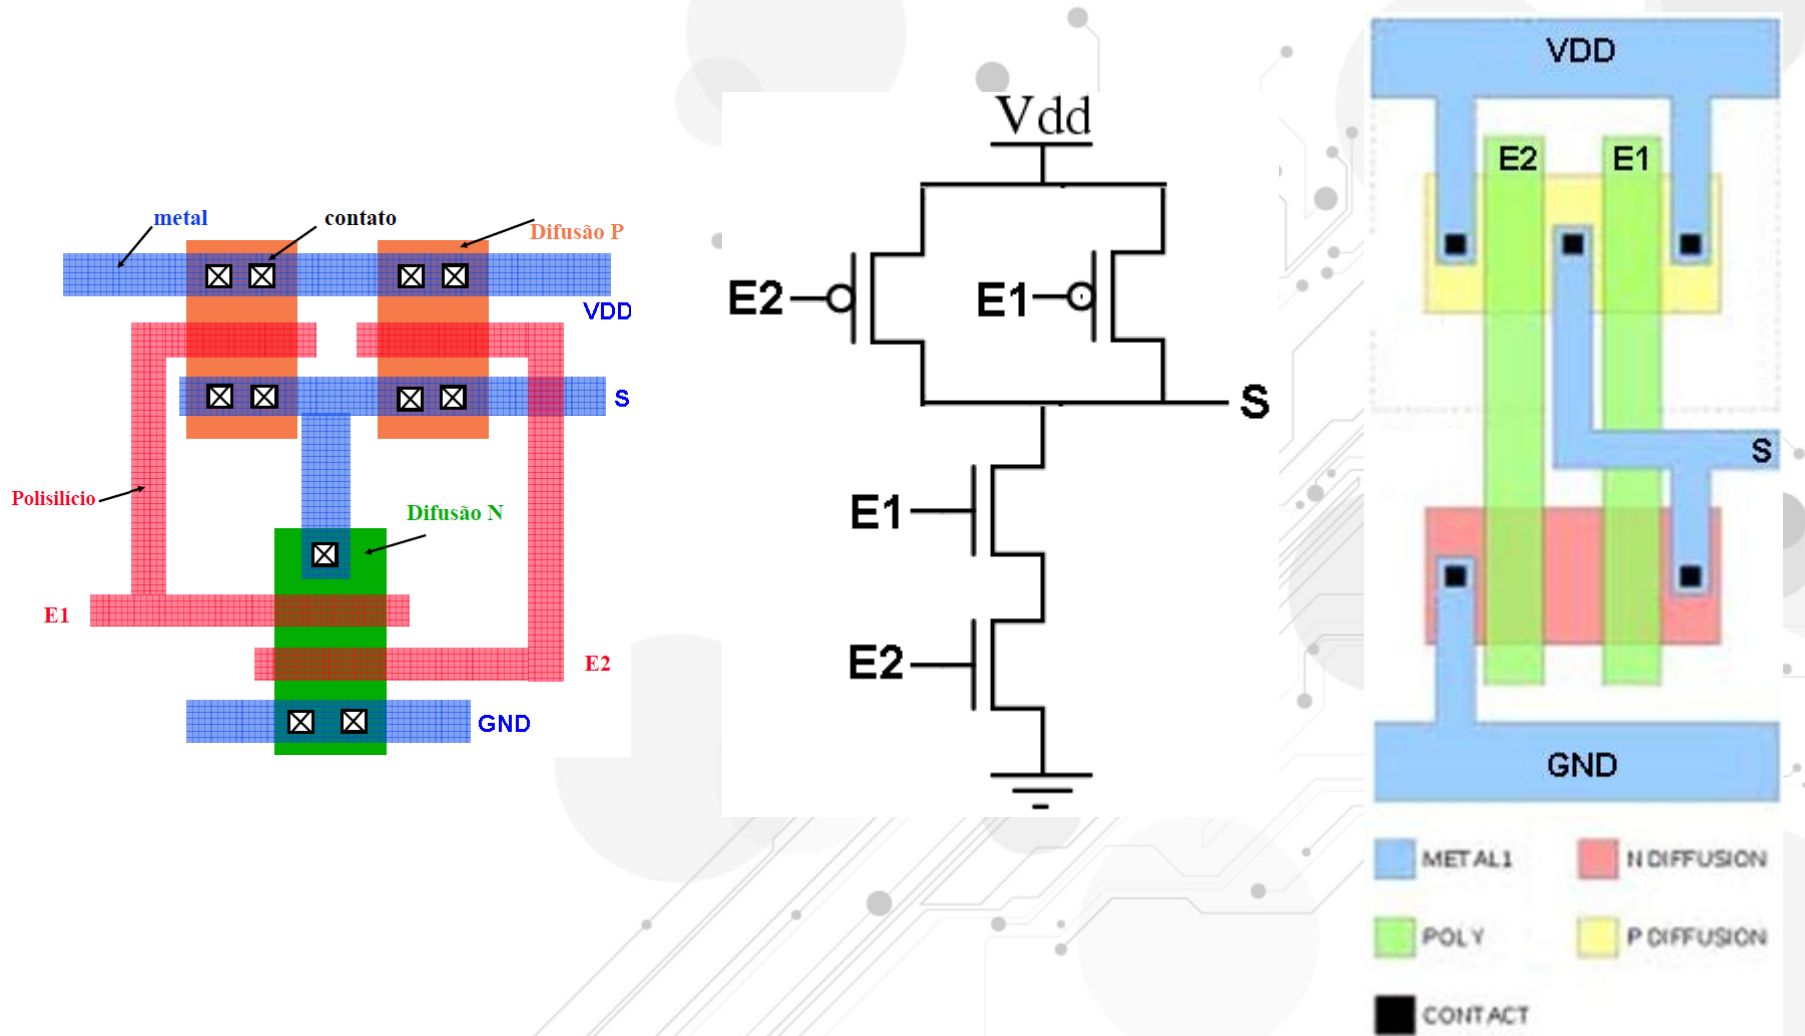 metal
contato
Difusão P
VDD
S
Polisilício
Difusão N
E1
E2
GND
Vdd
E2
E1
S
E1
E2
VDD
E2
E1
S
GND
METAL1
N DIFFUSION
POLY
P DIFFUSION
CONTACT